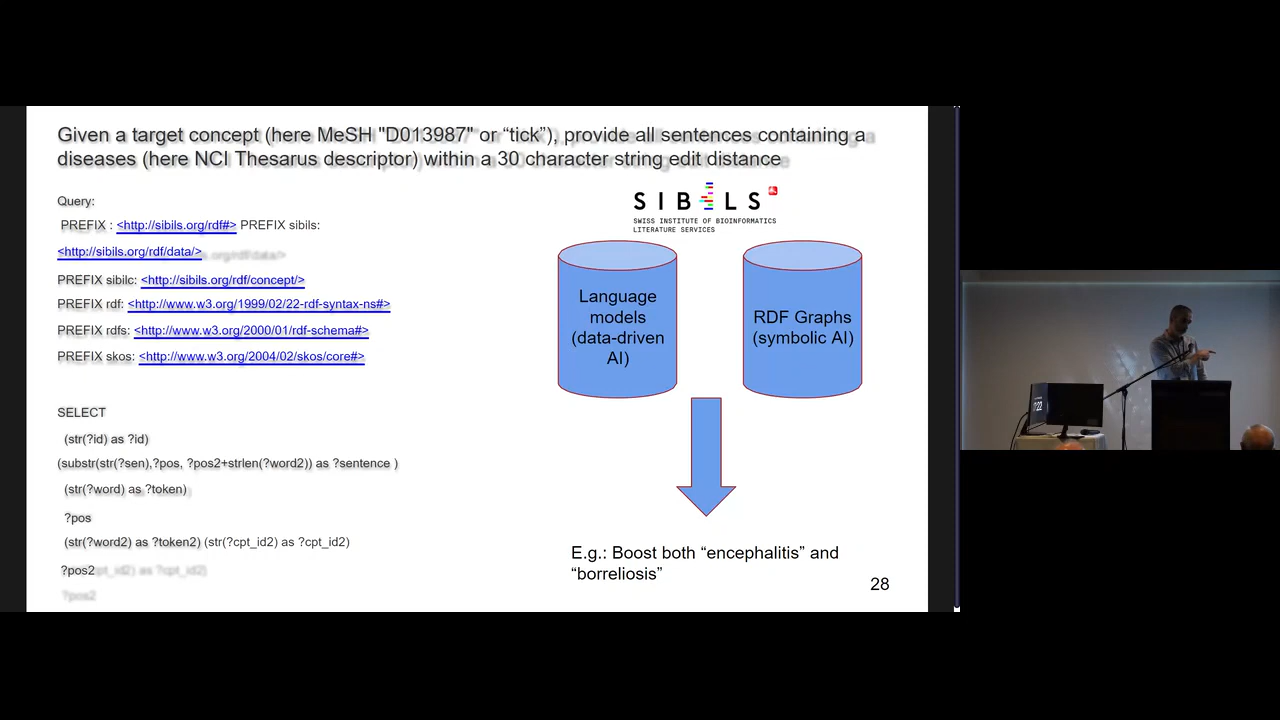 Given a target concept (here MeSH "D013987" or “tick”), provide all sentences containing a
diseases (here NCI Thesarus descriptor) within a 30 character string edit distance
Query:
PREFIX : <http://sibils.org/rdf#> PREFIX sibils:
<http://sibils.org/rdf/data/>
PREFIX sibilc: <http://sibils.org/rdf/concept/>
PREFIX rdf: <http://www.w3.org/1999/02/22-rdf-syntax-ns#>
PREFIX rdfs: <http://www.w3.org/2000/01/rdf-schema#>
PREFIX skos: <http://www.w3.org/2004/02/skos/core#>
SELECT
(str(?id) as ?id)
(substr(str(?sen),?pos, ?pos2+strlen(?word2)) as ?sentence )
(str(?word) as ?token)
?pos
(str(?word2) as ?token2) (str(?cpt_id2) as ?cpt_id2)
?pos2
?pos2
SIBILS
SWISS INSTITUTE OF BIOINFORMATICS
LITERATURE SERVICES
Language
models
(data-driven
AI)
RDF Graphs
(symbolic AI)
E.g.: Boost both “encephalitis” and
“borreliosis”
28